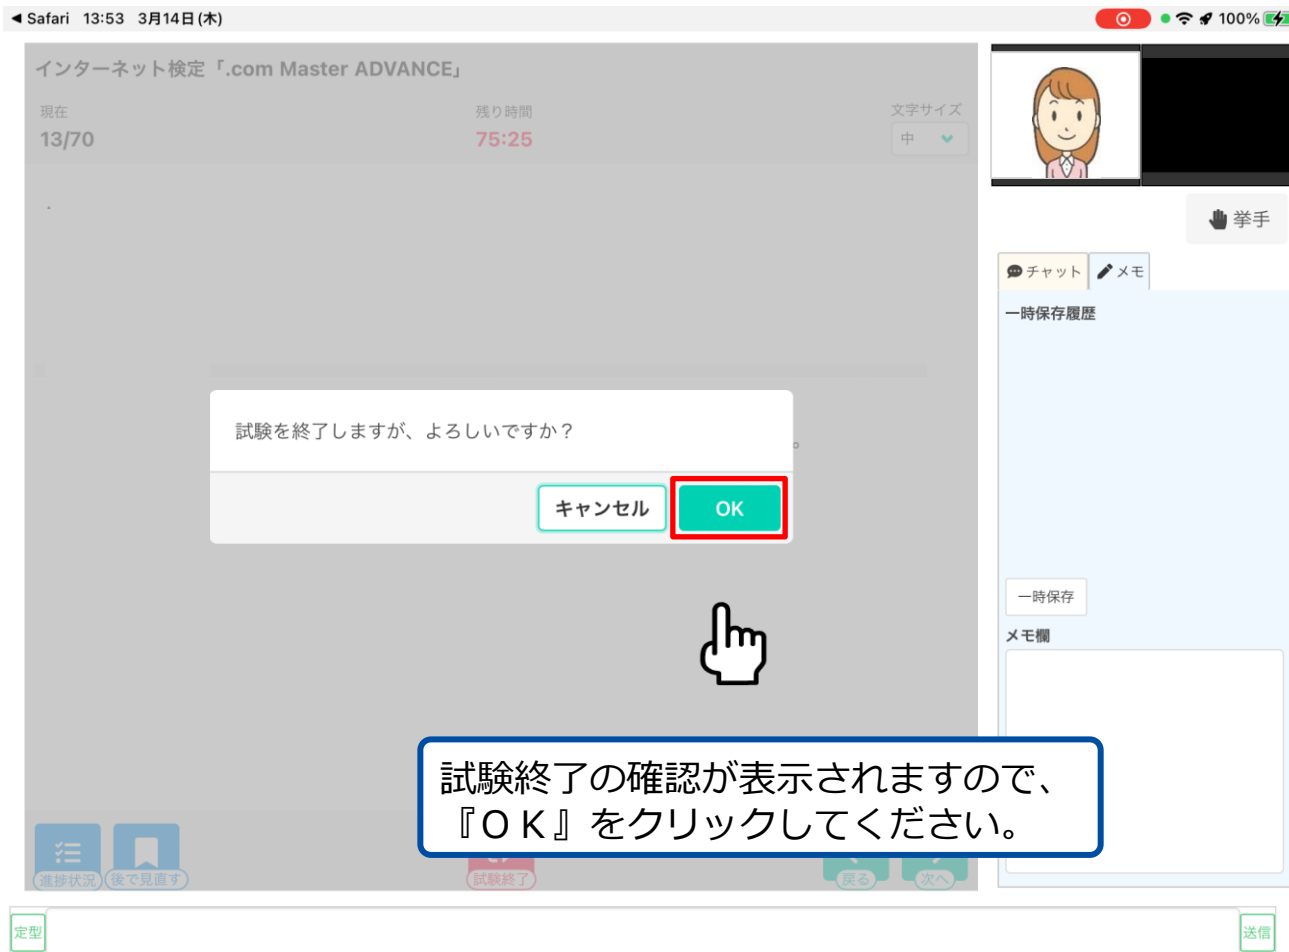 Safari 13:53 3月14日(木)
100%
インターネット検定「.com Master ADVANCE」
現在
残り時間
文字サイズ
13/70
75:25
中
挙手
チャット
メモ
一時保存履歴
試験を終了しますが、よろしいですか？
。
キャンセル
OK
一時保存
メモ欄
試験終了の確認が表示されますので、
『ＯＫ』をクリックしてください。
進捗状況
後で見直す
試験終了
戻る
次へ
定型
送信